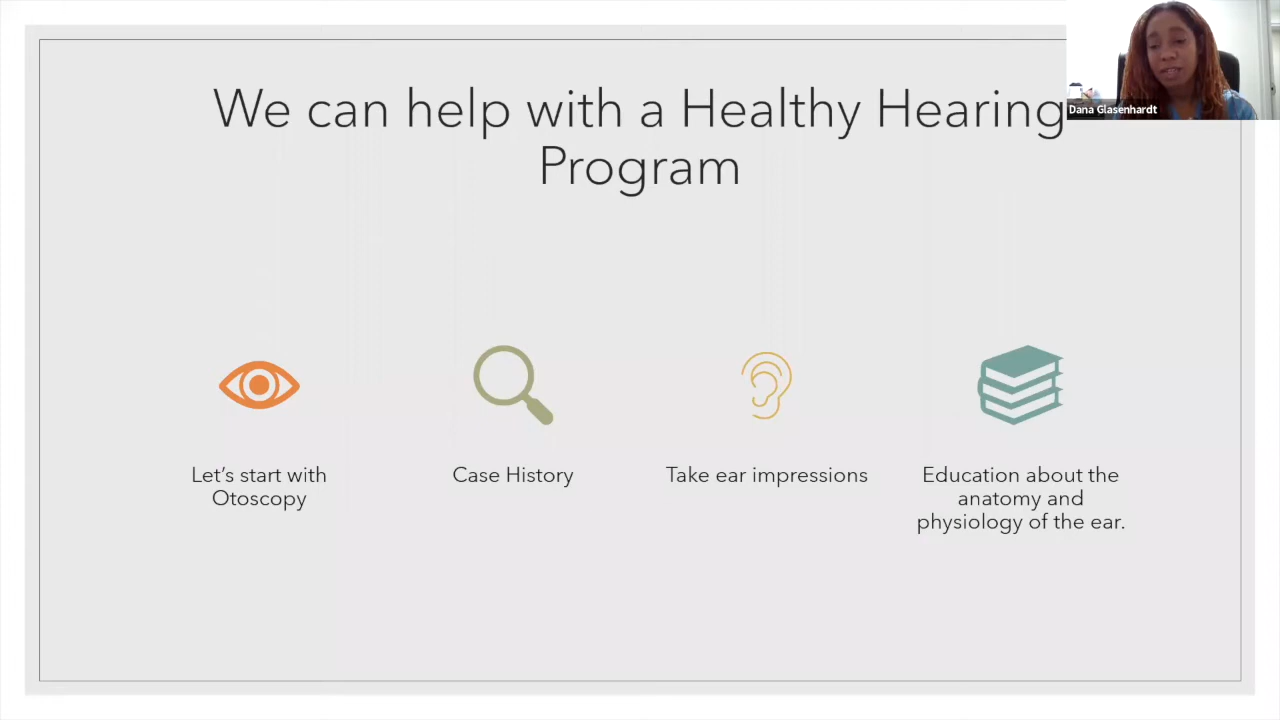 We can help with a Healthy Hearing
Program
Dana Glasenhardt
Let's start with
Otoscopy
Case History
Take ear impressions
Education about the
anatomy and
physiology of the ear.